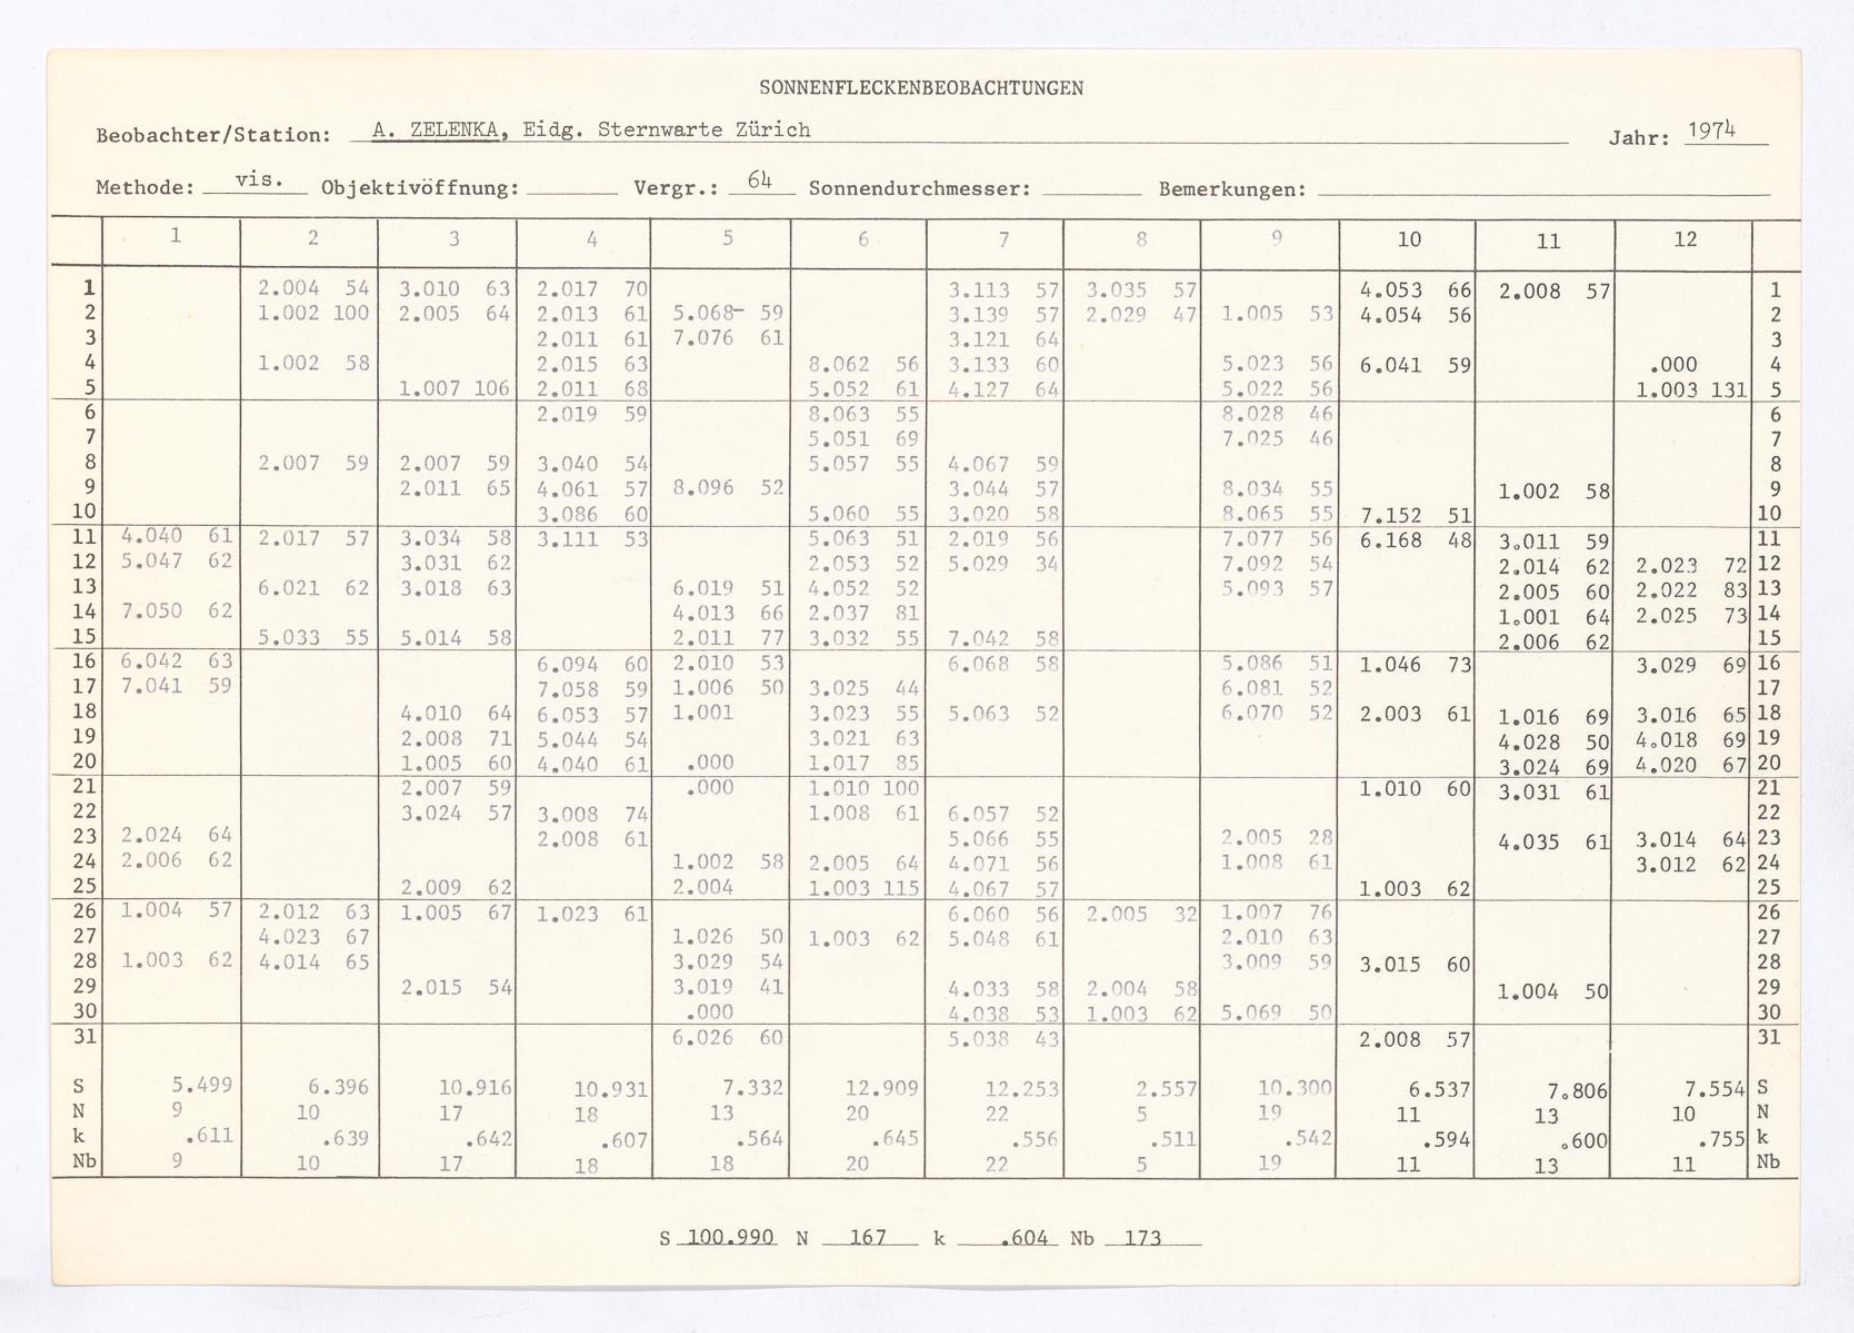 SONNENFLECKENBEOBACHTUNGEN
Beobachter/Station: A. ZELENKA, Eidg. Sternwarte Zürich Jahr: 1974
Methode: vis. Objektivöffnung: Vergr.: 64 Sonnendurchmesser: Bemerkungen:
1 2 3 4 5 6 7 8 9 10 11 12
1 2.004 54 3.010 63 2.017 70 3.113 57 3.035 57 4.053 66 2.008 57 1
2 1.002 100 2.005 64 2.013 61 5.068- 59 3.139 57 2.029 47 1.005 53 4.054 56 2
3 2.011 61 7.076 61 3.121 64 3
4 1.002 58 2.015 63 8.062 56 3.133 60 5.023 56 6.041 59 .000 4
5 1.007 106 2.011 68 5.052 61 4.127 64 5.022 56 1.003 131 5
6 2.019 59 8.063 55 8.028 46 6
7 5.051 69 7.025 46 7
8 2.007 59 2.007 59 3.040 54 5.057 55 4.067 59 8
9 2.011 65 4.061 57 8.096 52 3.044 57 8.034 55 1.002 58 9
10 3.086 60 5.060 55 3.020 58 8.065 55 7.152 51 10
11 4.040 61 2.017 57 3.034 58 3.111 53 5.063 51 2.019 56 7.077 56 6.168 48 3.011 59 11
12 5.047 62 3.031 62 2.053 52 5.029 34 7.092 54 2.014 62 2.023 72 12
13 6.021 62 3.018 63 6.019 51 4.052 52 5.093 57 2.005 60 2.022 83 13
14 7.050 62 4.013 66 2.037 81 1.001 64 2.025 73 14
15 5.033 55 5.014 58 2.011 77 3.032 55 7.042 58 2.006 62 15
16 6.042 63 6.094 60 2.010 53 6.068 58 5.086 51 1.046 73 3.029 69 16
17 7.041 59 7.058 59 1.006 50 3.025 44 6.081 52 17
18 4.010 64 6.053 57 1.001 3.023 55 5.063 52 6.070 52 2.003 61 1.016 69 3.016 65 18
19 2.008 71 5.044 54 3.021 63 4.028 50 4.018 69 19
20 1.005 60 4.040 61 .000 1.017 85 3.024 69 4.020 67 20
21 2.007 59 .000 1.010 100 1.010 60 3.031 61 21
22 3.024 57 3.008 74 1.008 61 6.057 52 22
23 2.024 64 2.008 61 5.066 55 2.005 28 4.035 61 3.014 64 23
24 2.006 62 1.002 58 2.005 64 4.071 56 1.008 61 3.012 62 24
25 2.009 62 2.004 1.003 115 4.067 57 1.003 62 25
26 1.004 57 2.012 63 1.005 67 1.023 61 6.060 56 2.005 32 1.007 76 26
27 4.023 67 1.026 50 1.003 62 5.048 61 2.010 63 27
28 1.003 62 4.014 65 3.029 54 3.009 59 3.015 60 28
29 2.015 54 3.019 41 4.033 58 2.004 58 1.004 50 29
30 .000 4.038 53 1.003 62 5.069 50 30
31 6.026 60 5.038 43 2.008 57 31
S 5.499 6.396 10.916 10.931 7.332 12.909 12.253 2.557 10.300 6.537 7.806 7.554 S
N 9 10 17 18 13 20 22 5 19 11 13 10 N
k .611 .639 .642 .607 .564 .645 .556 .511 .542 .594 .600 .755 k
Nb 9 10 17 18 18 20 22 5 19 11 13 11 Nb
S 100.990 N 167 k .604 Nb 173